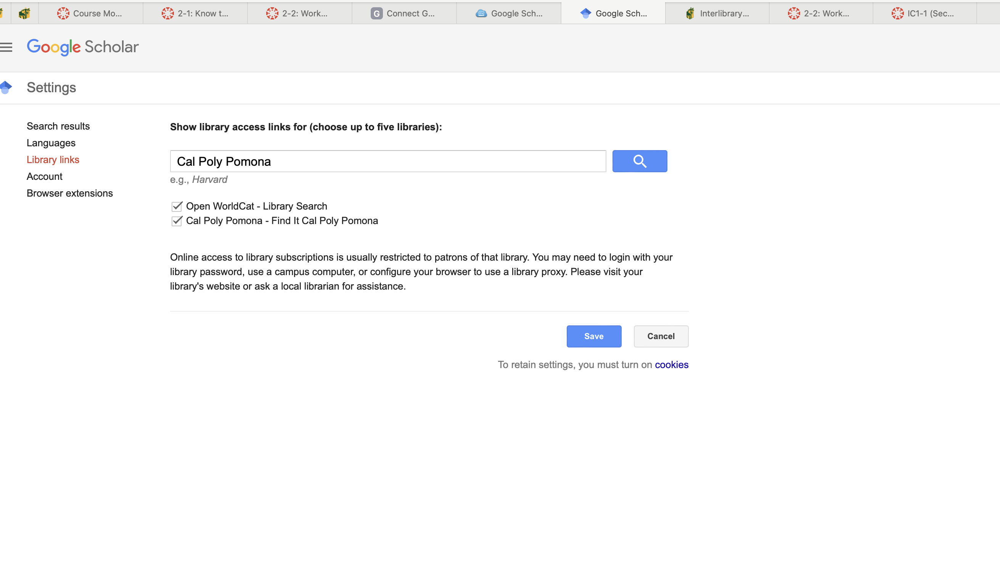 Course Mo...
2-1: Know t...
2-2: Work...
G Connect G...
Google Sch...
Google Sch...
Interlibrary...
2-2: Work...
IC1-1 (Sec...
Google Scholar
Settings
Search results
Languages
Library links
Account
Browser extensions
Show library access links for (choose up to five libraries):
Cal Poly Pomona
e.g., Harvard
Open WorldCat - Library Search
Cal Poly Pomona - Find It Cal Poly Pomona
Online access to library subscriptions is usually restricted to patrons of that library. You may need to login with your
library password, use a campus computer, or configure your browser to use a library proxy. Please visit your
library's website or ask a local librarian for assistance.
Save
Cancel
To retain settings, you must turn on cookies